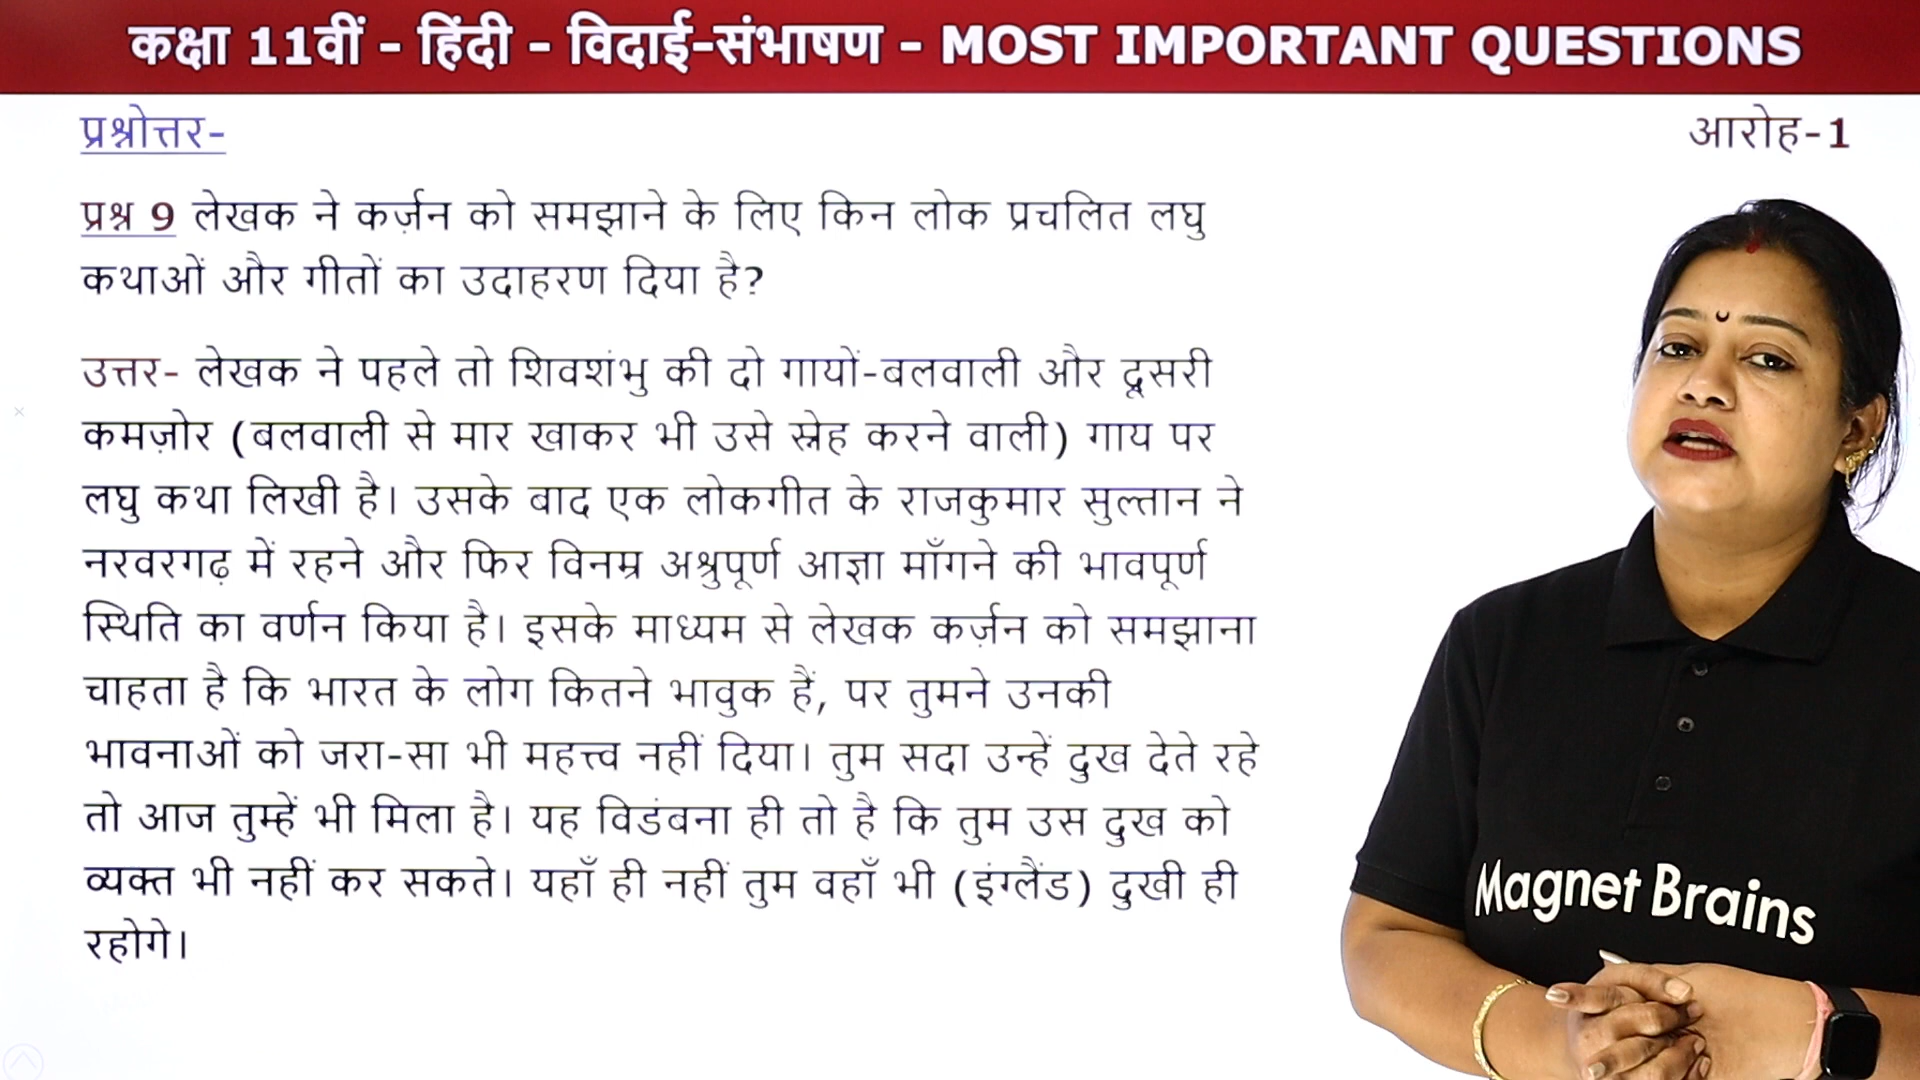 कक्षा 11वीं - हिंदी - विदाई-संभाषण - MOST IMPORTANT QUESTIONS
प्रश्नोत्तर-
आरोह-1
प्रश्न 9 लेखक ने कर्ज़न को समझाने के लिए किन लोक प्रचलित लघु
कथाओं और गीतों का उदाहरण दिया है?
उत्तर- लेखक ने पहले तो शिवशंभु की दो गायों-बलवाली और दूसरी
कमज़ोर (बलवाली से मार खाकर भी उसे स्नेह करने वाली) गाय पर
लघु कथा लिखी है। उसके बाद एक लोकगीत के राजकुमार सुल्तान ने
नरवरगढ़ में रहने और फिर विनम्र अश्रुपूर्ण आज्ञा माँगने की भावपूर्ण
स्थिति का वर्णन किया है। इसके माध्यम से लेखक कर्ज़न को समझाना
चाहता है कि भारत के लोग कितने भावुक हैं, पर तुमने उनकी
भावनाओं को जरा-सा भी महत्त्व नहीं दिया। तुम सदा उन्हें दुख देते रहे
तो आज तुम्हें भी मिला है। यह विडंबना ही तो है कि तुम उस दुख को
व्यक्त भी नहीं कर सकते। यहाँ ही नहीं तुम वहाँ भी (इंग्लैंड) दुखी ही
रहोगे।
Magnet Brains